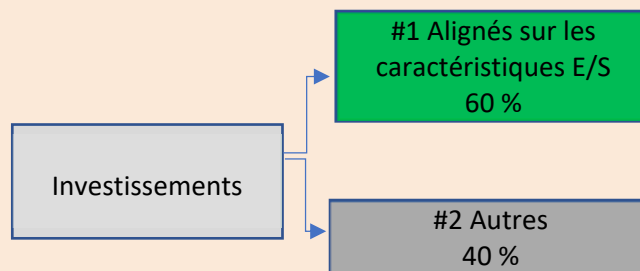 #1 Alignés sur les
caractéristiques E/S
60 %
Investissements
#2 Autres
40 %